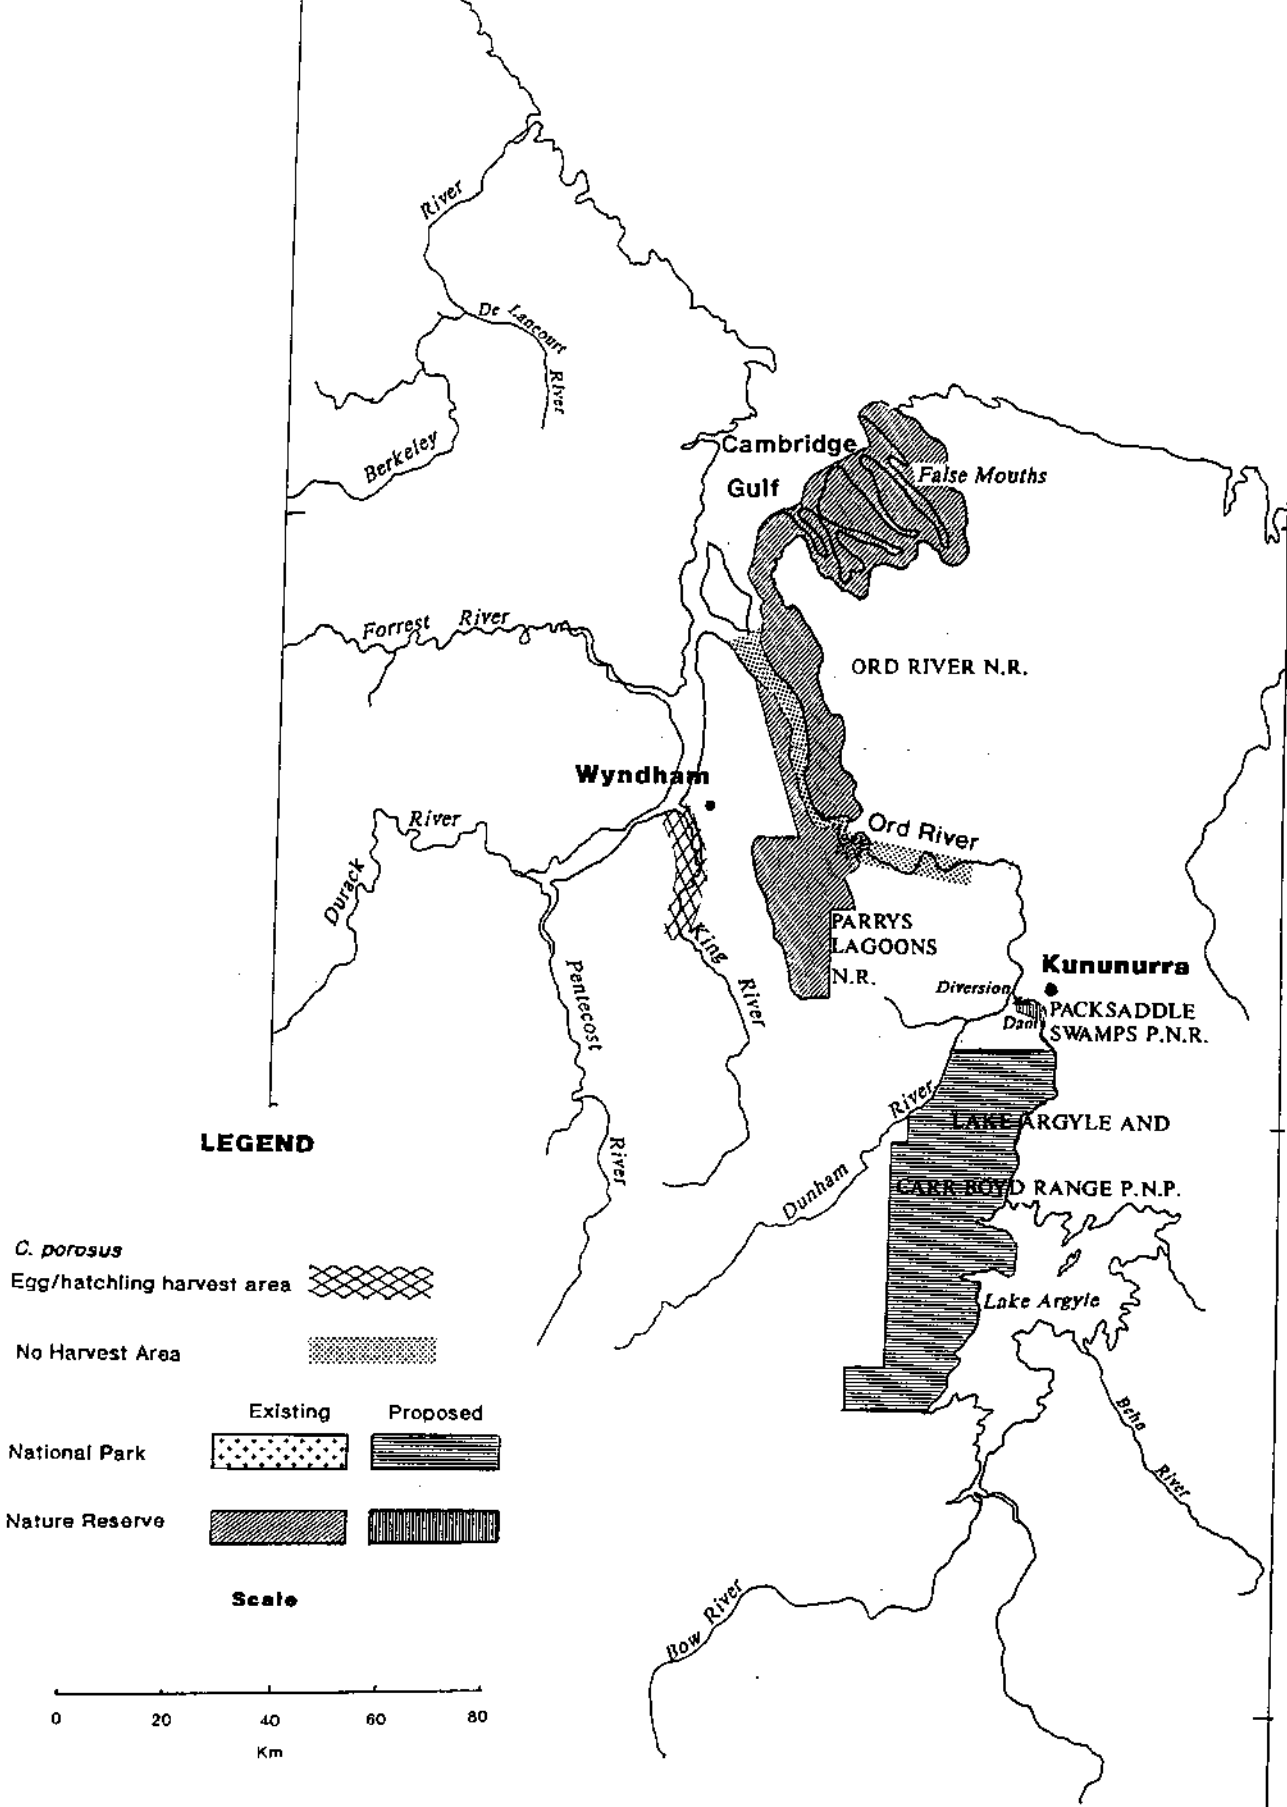 River
De Lancourt
River
Berkeley
Cambridge
Gulf
False Mouths
Forrest River
ORD RIVER N.R.
Wyndham
River
Durack
Ord River
PARRYS
LAGOONS
N.R.
King
River
Pentecost
River
Kununurra
Diversion
Dam
PACKSADDLE
SWAMPS P.N.R.
River
Dunham
LAKE ARGYLE AND
CARR BOYD RANGE P.N.P.
Lake Argyle
Behn
River
Bow River
LEGEND
C. porosus
Egg/hatchling harvest area
No Harvest Area
Existing Proposed
National Park
Nature Reserve
Scale
0 20 40 60 80
Km